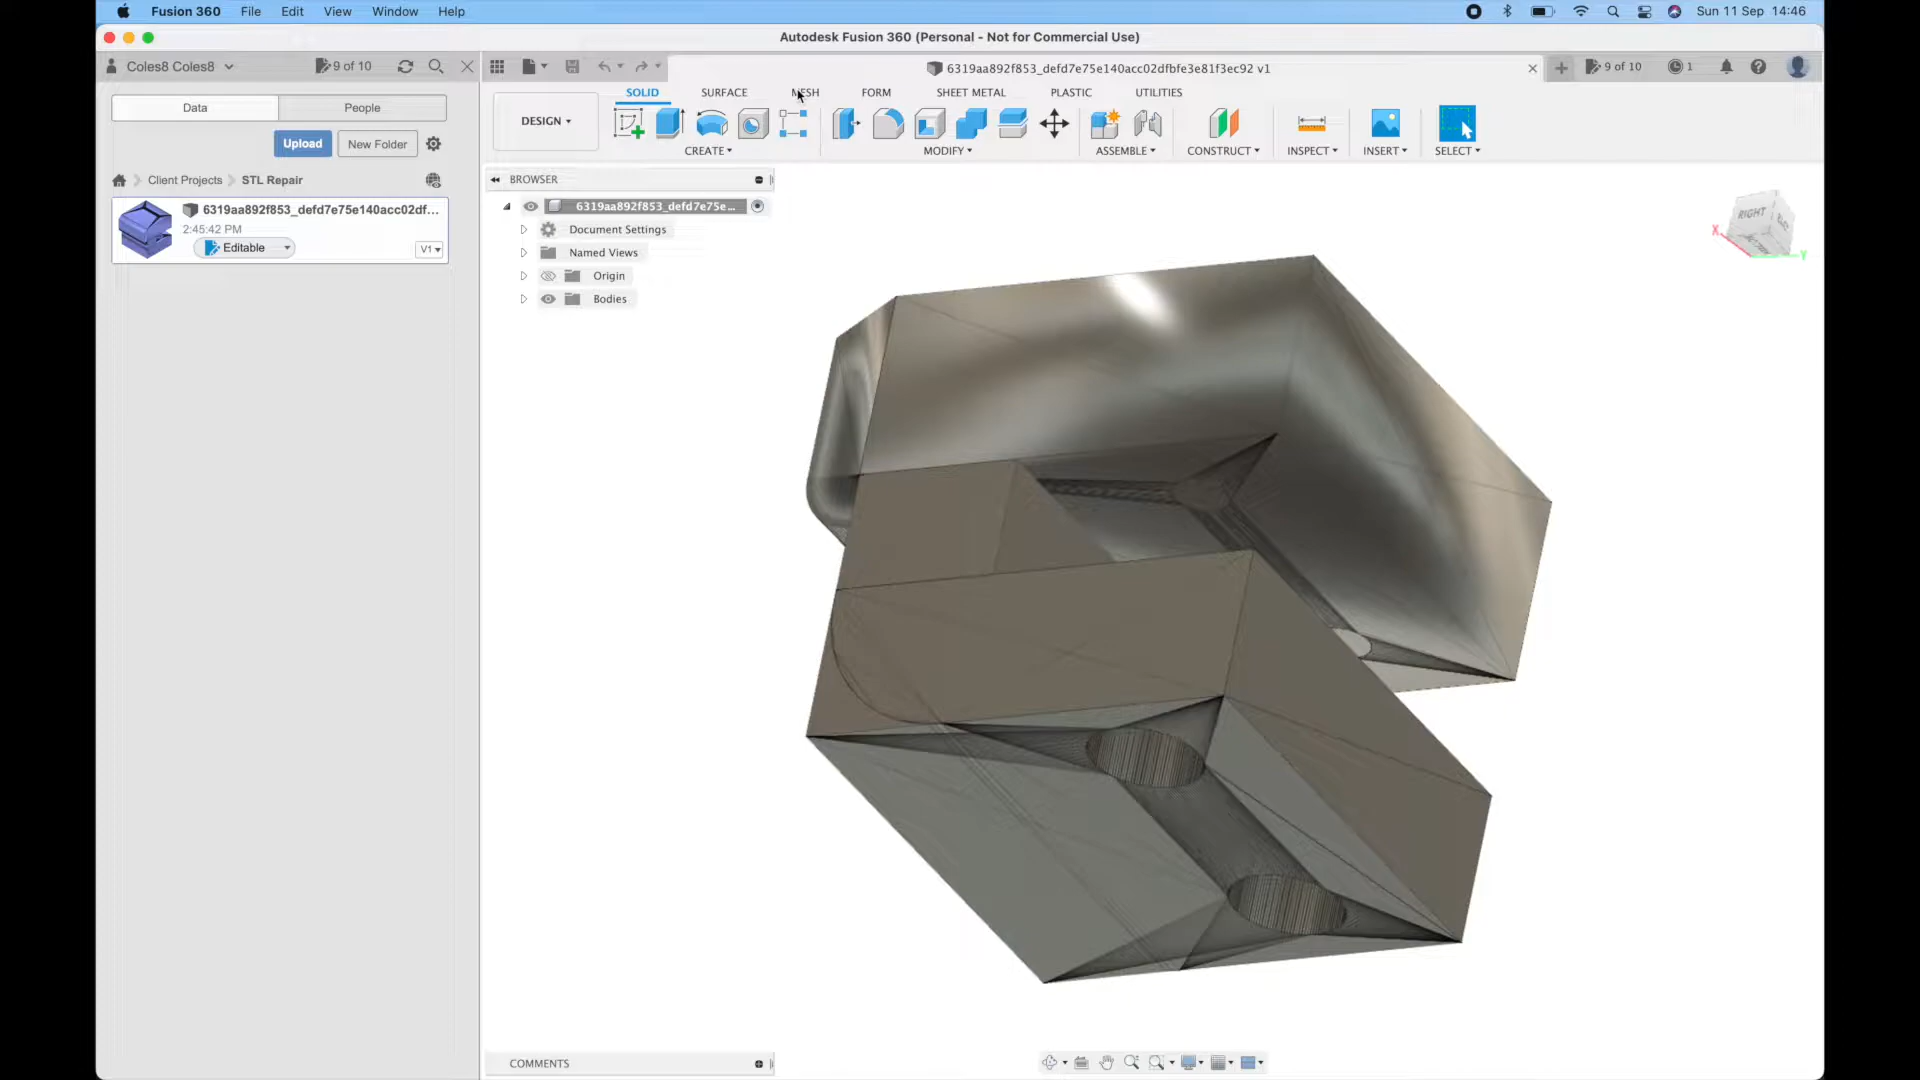 Fusion 360 File Edit View Window Help Sun 11 Sep 14:46
Autodesk Fusion 360 (Personal - Not for Commercial Use)
Coles8 Coles8 9 of 10
6319aa892f853_defd7e75e140acc02dfbfe3e81f3ec92 v1 9 of 10 1
SOLID SURFACE MESH FORM SHEET METAL PLASTIC UTILITIES
Data People
DESIGN
Upload New Folder
CREATE MODIFY ASSEMBLE CONSTRUCT INSPECT INSERT SELECT
Client Projects STL Repair
BROWSER
6319aa892f853_defd7e75e140acc02df...
2:45:42 PM
Editable V1
6319aa892f853_defd7e75e...
Document Settings
Named Views
Origin
Bodies
RIGHT
X
Y
COMMENTS